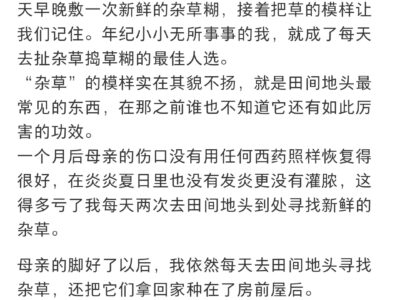 天早晚敷一次新鲜的杂草糊，接着把草的模样让
我们记住。年纪小小无所事事的我，就成了每天
去扯杂草捣草糊的最佳人选。
“杂草”的模样实在其貌不扬，就是田间地头最
常见的东西，在那之前谁也不知道它还有如此厉
害的功效。
一个月后母亲的伤口没有用任何西药照样恢复得
很好，在炎炎夏日里也没有发炎更没有灌脓，这
得多亏了我每天两次去田间地头到处寻找新鲜的
杂草。
母亲的脚好了以后，我依然每天去田间地头寻找
杂草，还把它们拿回家种在了房前屋后。